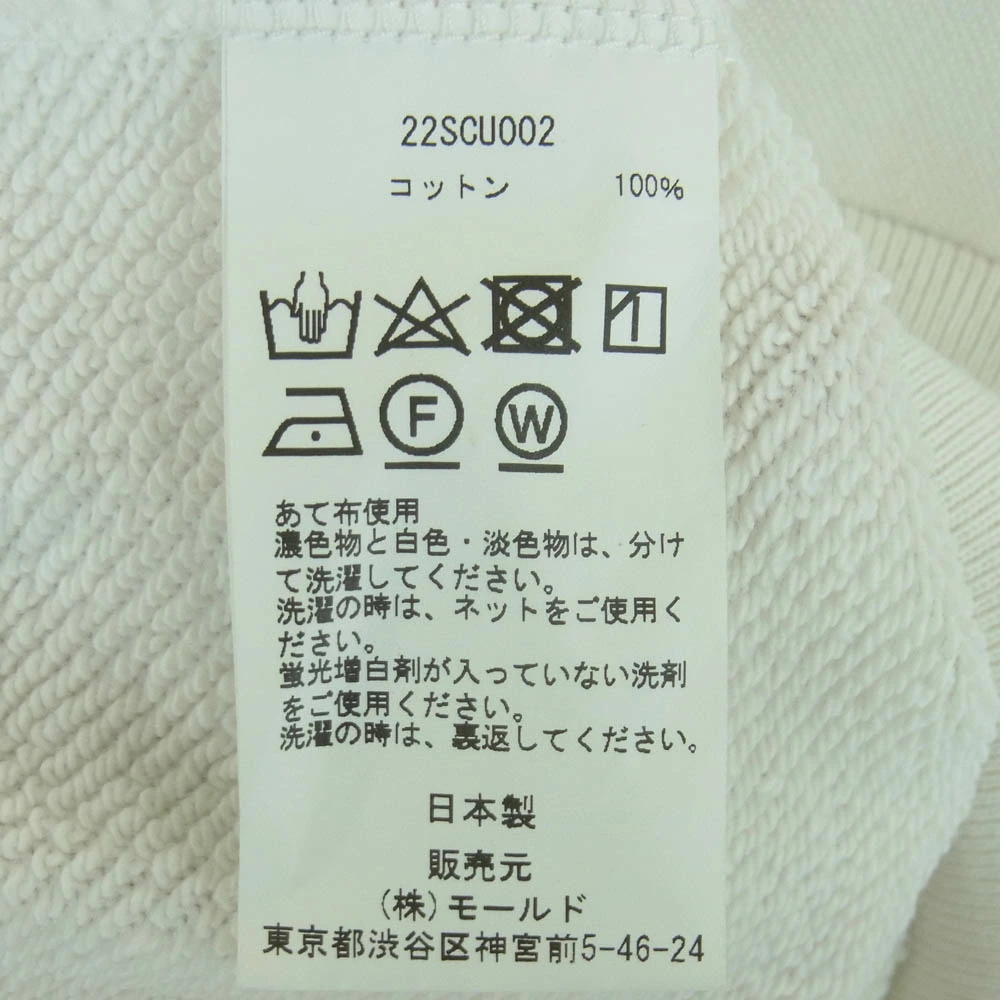 22SCU002
コットン 100%
F W
あて布使用
濃色物と白色・淡色物は、分け
て洗濯してください。
洗濯の時は、ネットをご使用く
ださい。
蛍光増白剤が入っていない洗剤
をご使用ください。
洗濯の時は、裏返してください。
日本製
販売元
(株)モールド
東京都渋谷区神宮前5-46-24